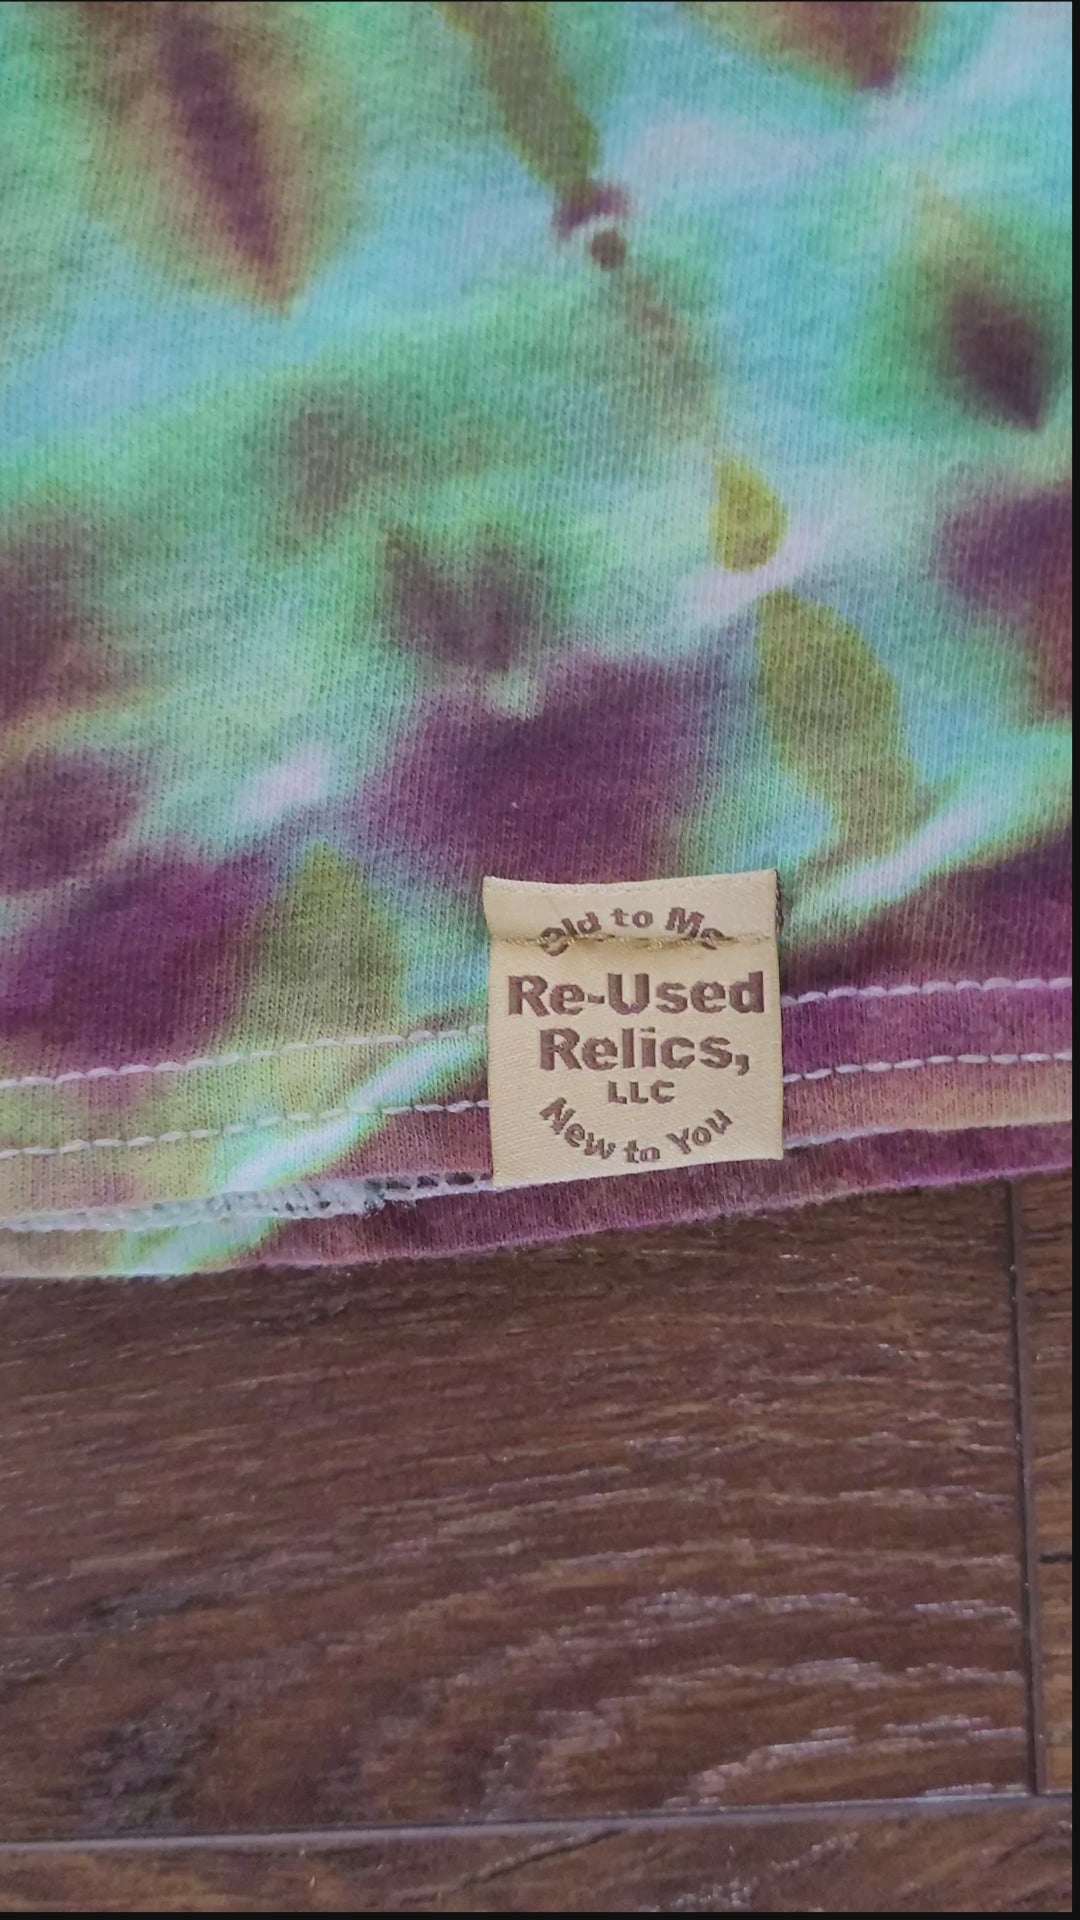 Old to Me
Re-Used
Relics,
LLC
New to You